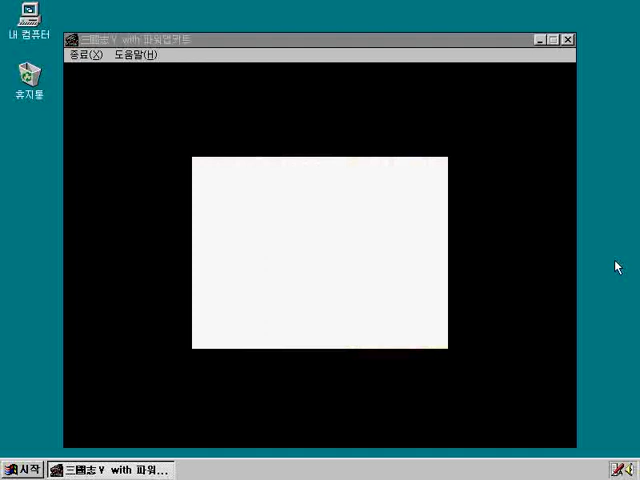 내 컴퓨터
휴지통
三國志Ⅴ with 파워업키트
종료(X) 도움말(H)
시작
三國志Ⅴ with 파워...